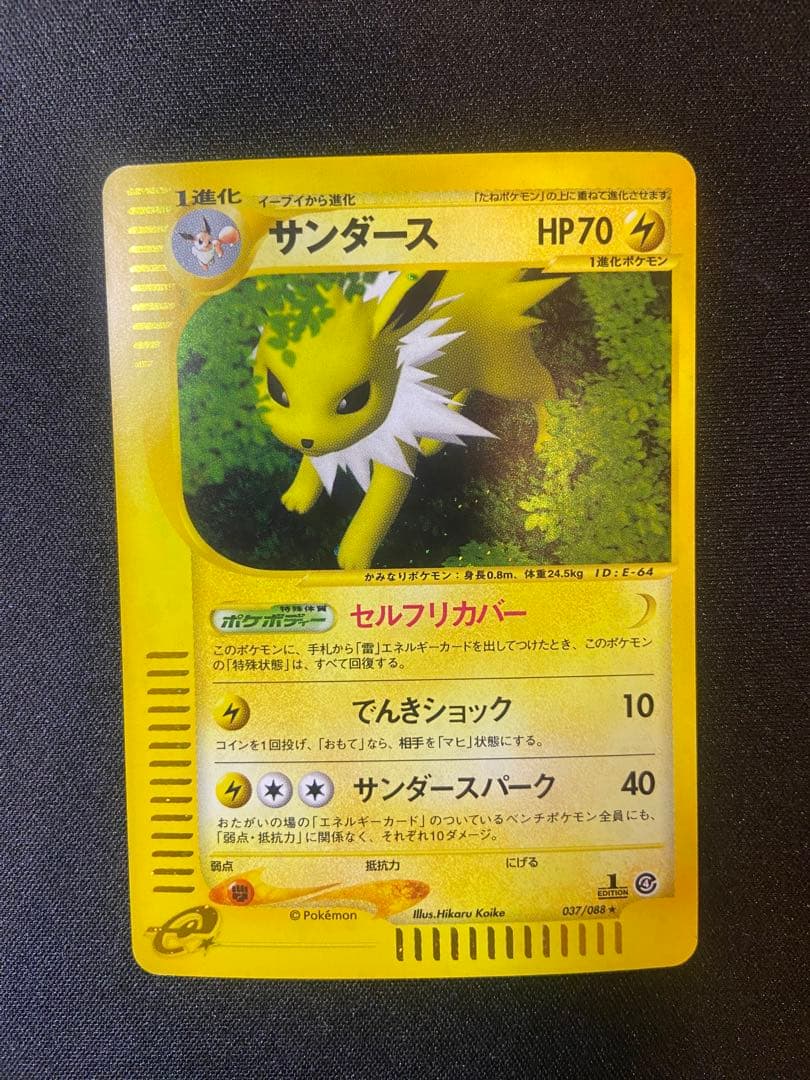 1進化 イーブイから進化 「たねポケモン」の上に重ねて進化させます。
サンダース HP70
1進化ポケモン
かみなりポケモン：身長0.8m、体重24.5kg ID：E-64
特殊体質
ポケボディー セルフリカバー
このポケモンに、手札から「雷」エネルギーカードを出してつけたとき、このポケモン
の「特殊状態」は、すべて回復する。
でんきショック 10
コインを1回投げ、「おもて」なら、相手を「マヒ」状態にする。
サンダースパーク 40
おたがいの場の「エネルギーカード」のついているベンチポケモン全員にも、
「弱点・抵抗力」に関係なく、それぞれ10ダメージ。
弱点 抵抗力 にげる
1
EDITION
© Pokémon Illus.Hikaru Koike 037/088★
e